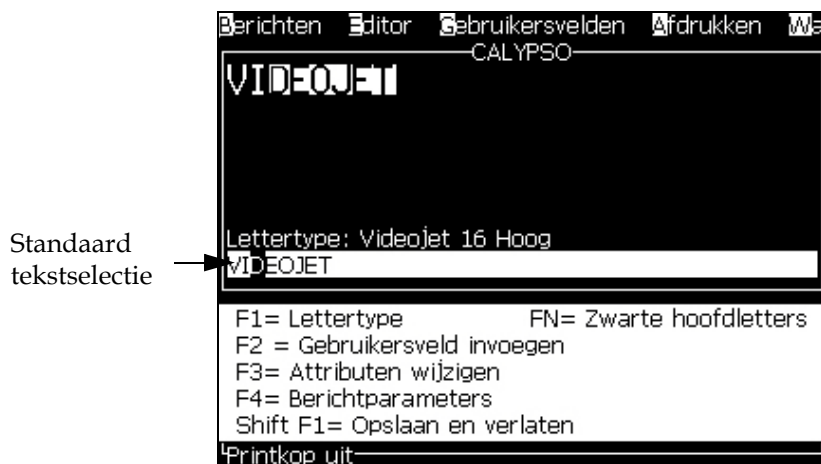 Berichten Editor Gebruikersvelden Afdrukken Wa
CALYPSO
VIDEOJET
Lettertype: Videojet 16 Hoog
VIDEOJET
Standaard
tekstselectie
F1= Lettertype FN= Zwarte hoofdletters
F2 = Gebruikersveld invoegen
F3= Attributen wijzigen
F4= Berichtparameters
Shift F1= Opslaan en verlaten
Printkop uit